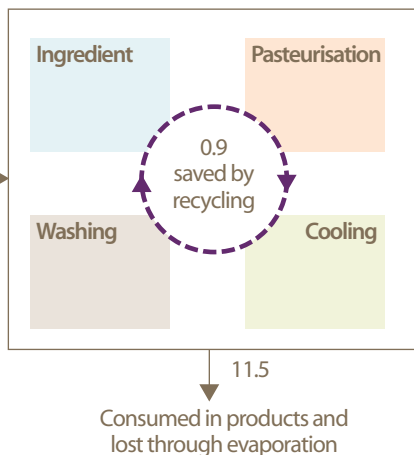 Ingredient
Pasteurisation
0.9
saved by
recycling
Washing
Cooling
11.5
Consumed in products and
lost through evaporation